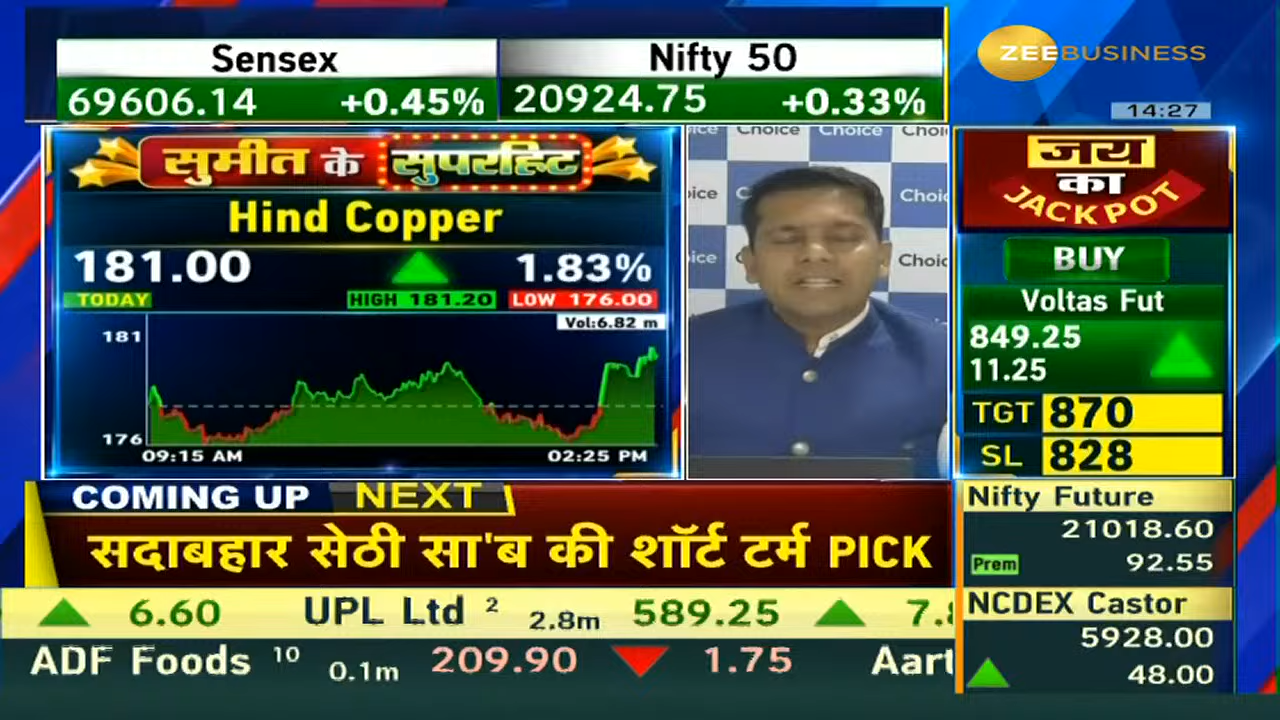 Sensex
69606.14 +0.45%
Nifty 50
20924.75 +0.33%
ZEEBUSINESS
14:27
सुमीत के सुपरहिट
Hind Copper
181.00 1.83%
TODAY HIGH 181.20 LOW 176.00
Vol:6.82 m
181
176
09:15 AM 02:25 PM
Choice Choice
Choice
जय
का
JACKPOT
BUY
Voltas Fut
849.25
11.25
TGT 870
SL 828
Nifty Future
21018.60
Prem 92.55
NCDEX Castor
5928.00
48.00
COMING UP NEXT
सदाबहार सेठी सा'ब की शॉर्ट टर्म PICK
6.60 UPL Ltd 2 2.8m 589.25
ADF Foods 10 0.1m 209.90 1.75 Aart